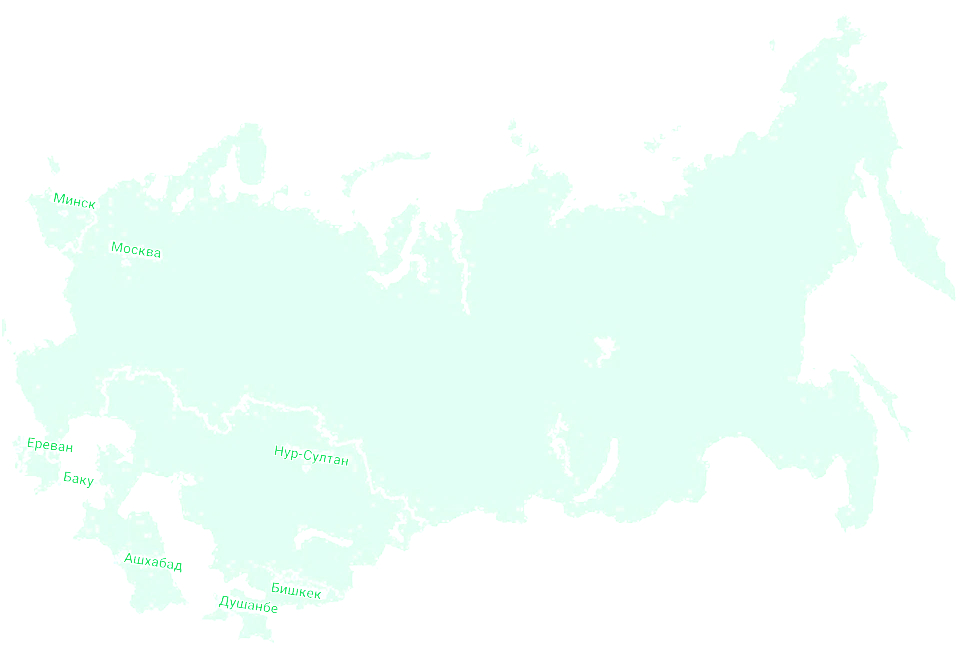 Минск
Москва
Ереван
Нур-Султан
Баку
Ашхабад
Бишкек
Душанбе